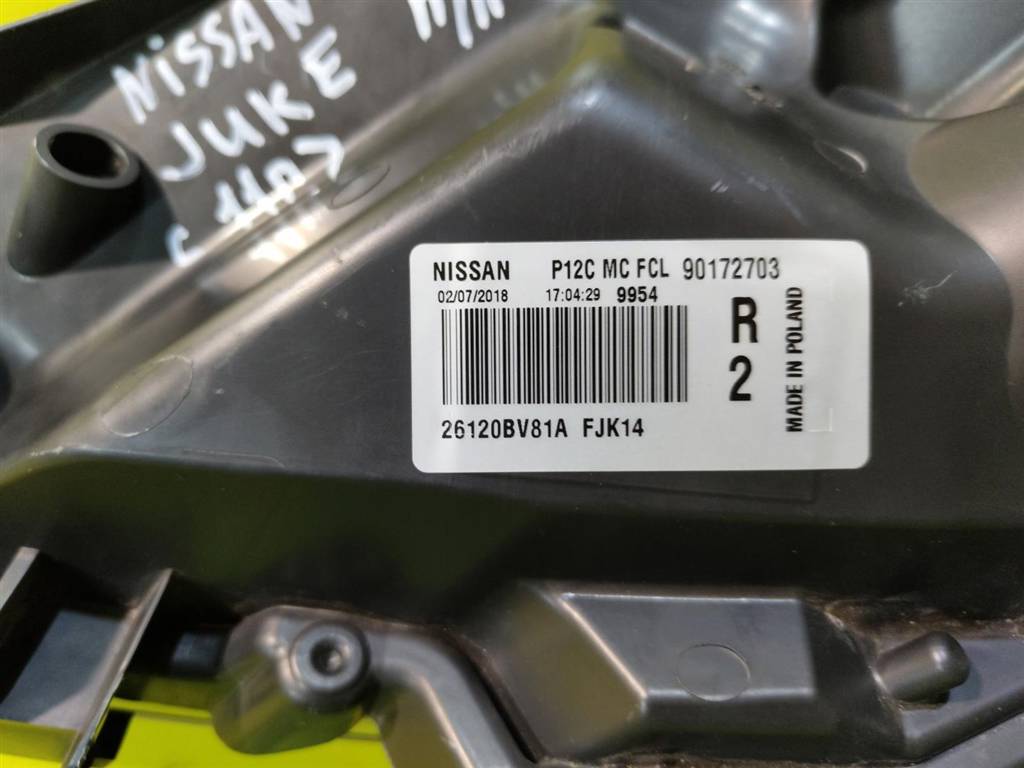 NISSAN
JUKE
NISSAN P12C MC FCL 90172703
02/07/2018 17:04:29 9954
R
2
MADE IN POLAND
26120BV81A FJK14